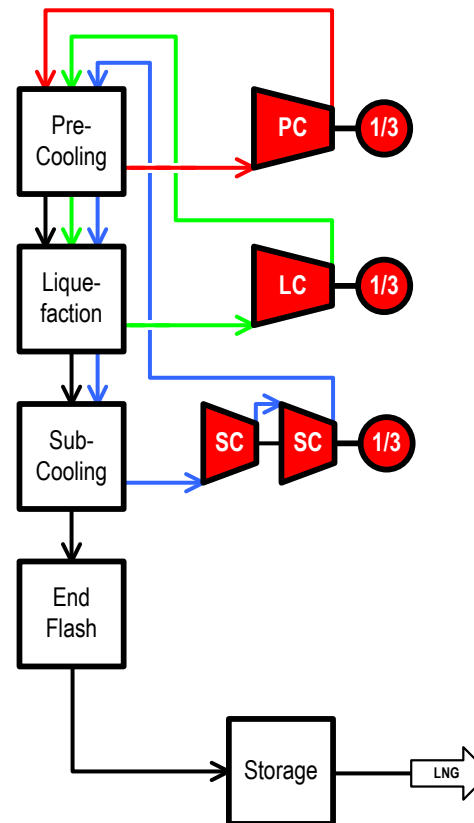 Pre-
Cooling
PC
1/3
Lique-
faction
LC
1/3
Sub-
Cooling
SC
SC
1/3
End
Flash
Storage
LNG